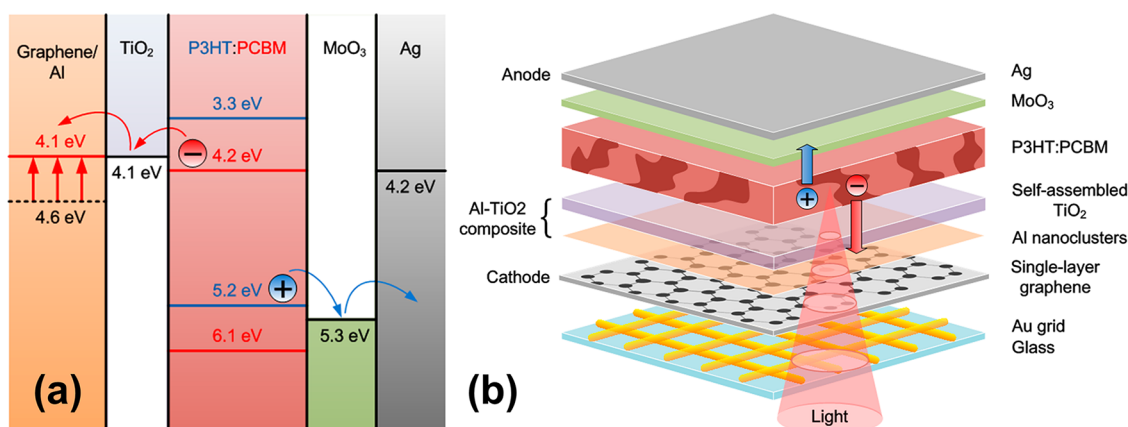 Graphene/
Al
TiO₂
P3HT:PCBM
MoO₃
Ag
3.3 eV
4.1 eV
4.2 eV
4.1 eV
4.2 eV
4.6 eV
5.2 eV
5.3 eV
6.1 eV
(a)
Anode
Ag
MoO₃
P3HT:PCBM
Self-assembled
TiO₂
Al-TiO2
composite
Al nanoclusters
Cathode
Single-layer
graphene
Au grid
Glass
Light
(b)